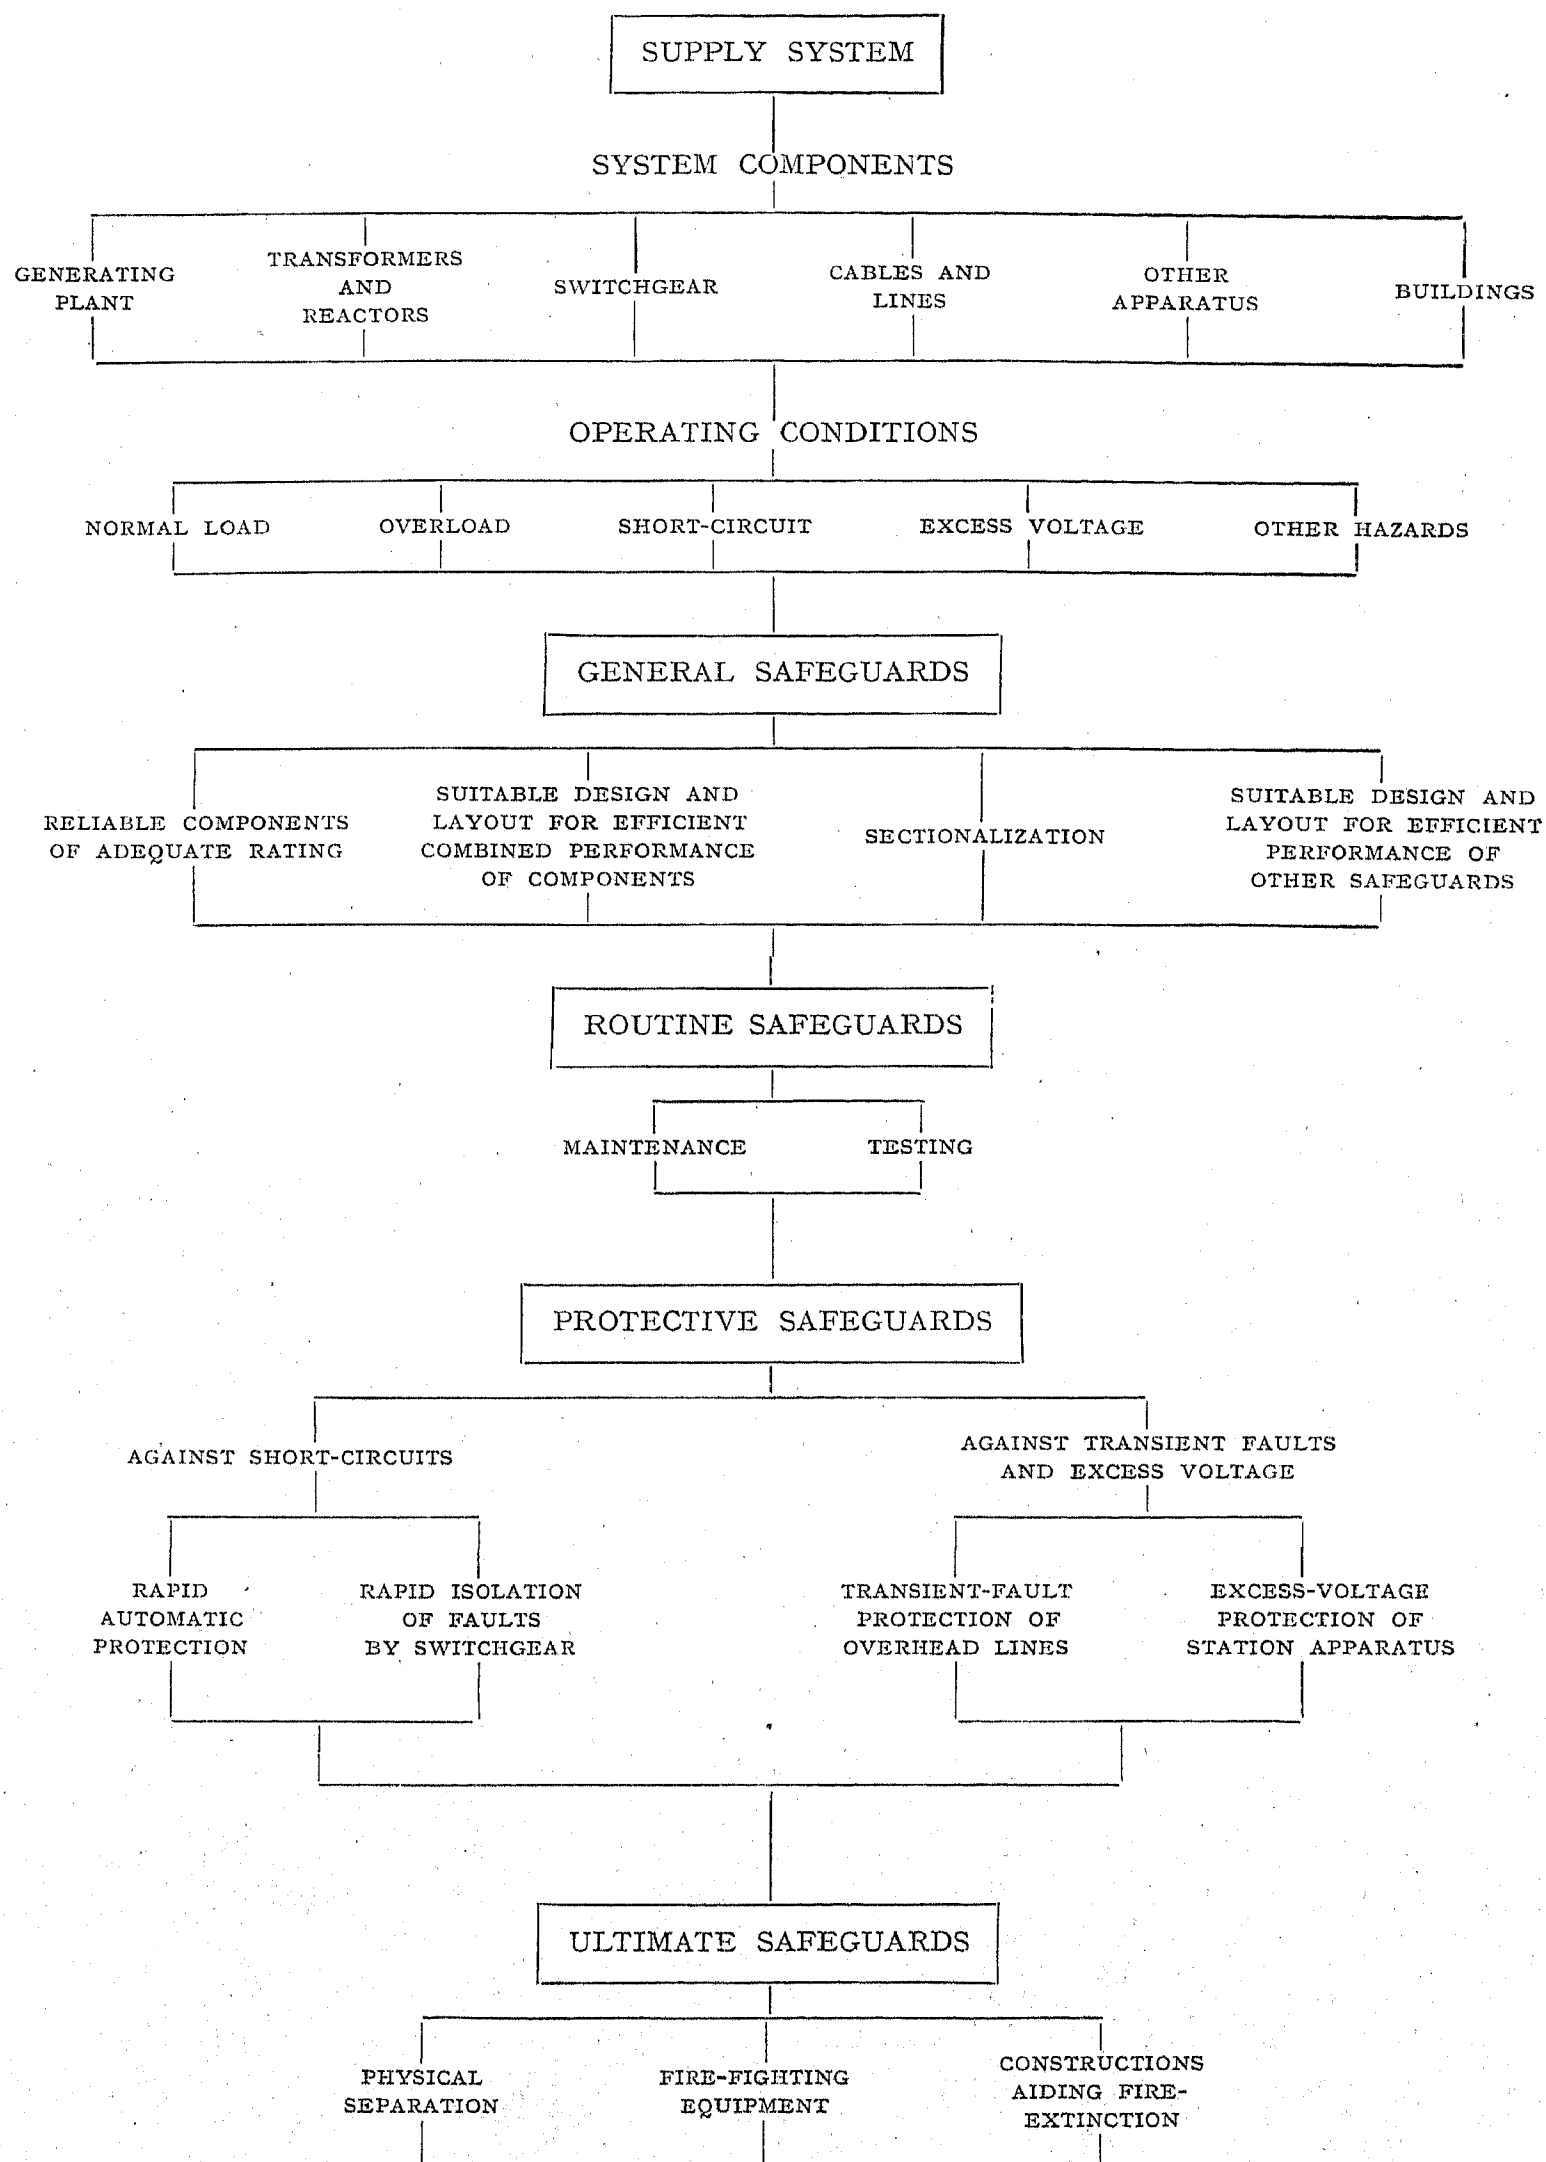 SUPPLY SYSTEM
SYSTEM COMPONENTS
GENERATING
PLANT
TRANSFORMERS
AND
REACTORS
SWITCHGEAR
CABLES AND
LINES
OTHER
APPARATUS
BUILDINGS
OPERATING CONDITIONS
NORMAL LOAD
OVERLOAD
SHORT-CIRCUIT
EXCESS VOLTAGE
OTHER HAZARDS
GENERAL SAFEGUARDS
RELIABLE COMPONENTS
OF ADEQUATE RATING
SUITABLE DESIGN AND
LAYOUT FOR EFFICIENT
COMBINED PERFORMANCE
OF COMPONENTS
SECTIONALIZATION
SUITABLE DESIGN AND
LAYOUT FOR EFFICIENT
PERFORMANCE OF
OTHER SAFEGUARDS
ROUTINE SAFEGUARDS
MAINTENANCE
TESTING
PROTECTIVE SAFEGUARDS
AGAINST SHORT-CIRCUITS
AGAINST TRANSIENT FAULTS
AND EXCESS VOLTAGE
RAPID
AUTOMATIC
PROTECTION
RAPID ISOLATION
OF FAULTS
BY SWITCHGEAR
TRANSIENT-FAULT
PROTECTION OF
OVERHEAD LINES
EXCESS-VOLTAGE
PROTECTION OF
STATION APPARATUS
ULTIMATE SAFEGUARDS
PHYSICAL
SEPARATION
FIRE-FIGHTING
EQUIPMENT
CONSTRUCTIONS
AIDING FIRE-
EXTINCTION